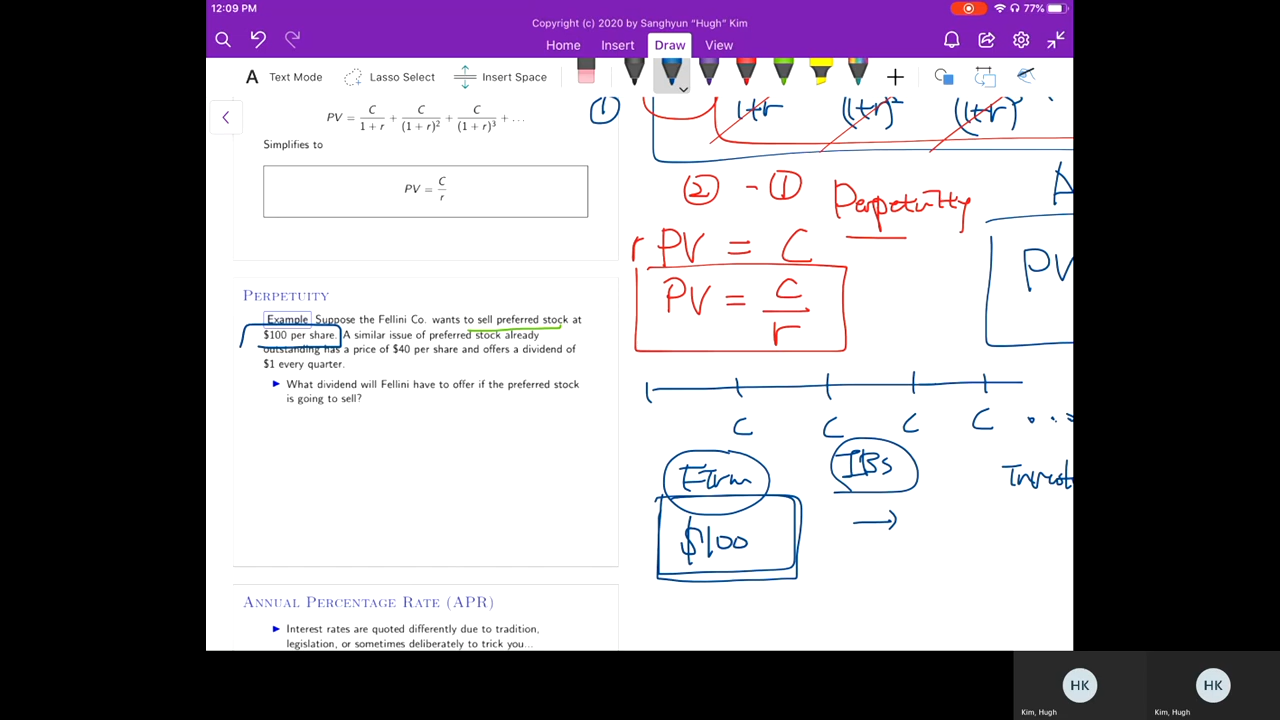 12:09 PM
77%
Copyright (c) 2020 by Sanghyun "Hugh" Kim
Home Insert Draw View
A Text Mode Lasso Select Insert Space
PV = C/(1 + r) + C/(1 + r)² + C/(1 + r)³ + ...
Simplifies to
PV = C/r
PERPETUITY
Example Suppose the Fellini Co. wants to sell preferred stock at
$100 per share. A similar issue of preferred stock already
outstanding has a price of $40 per share and offers a dividend of
$1 every quarter.
► What dividend will Fellini have to offer if the preferred stock
is going to sell?
ANNUAL PERCENTAGE RATE (APR)
► Interest rates are quoted differently due to tradition,
legislation, or sometimes deliberately to trick you...
① 1+r (1+r)² (1+r)
② - ① Perpetuity
r PV = C
PV = C/r
PV
C C C C ...
Firm IBs
$100 →
HK HK
Kim, Hugh Kim, Hugh